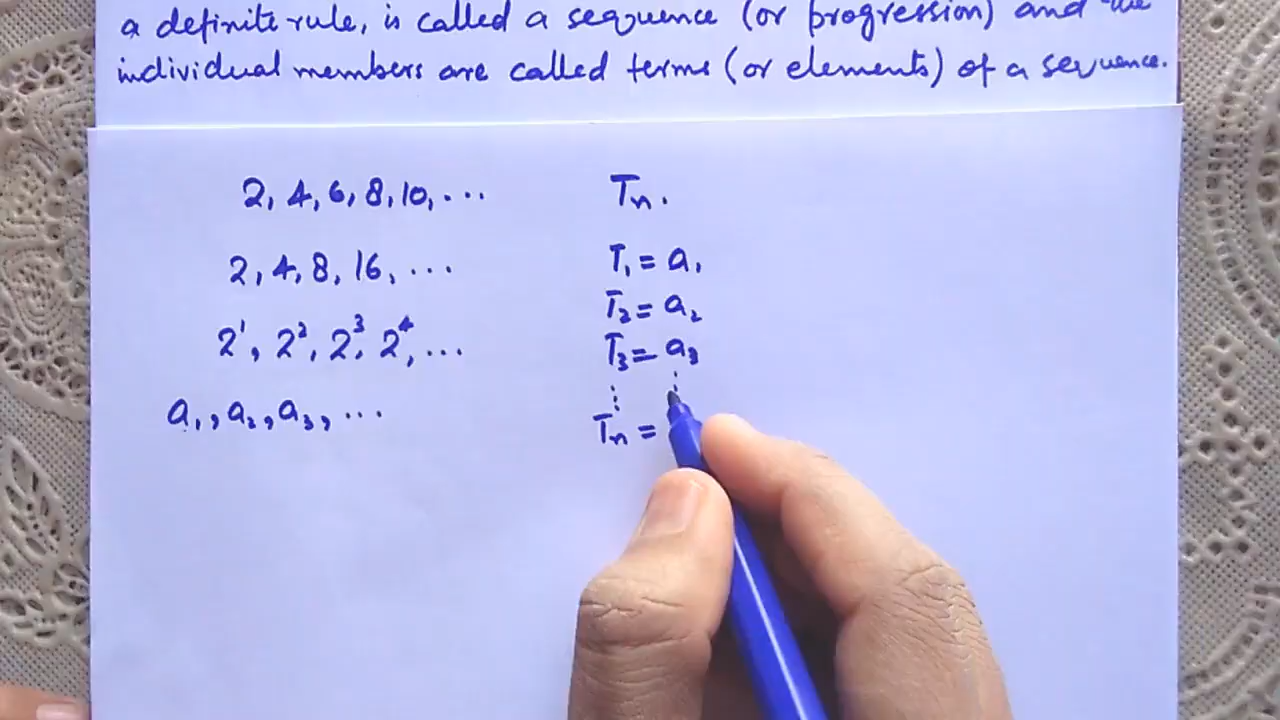 a definite rule, is called a sequence (or progression) and the
individual members are called terms (or elements) of a sequence.
2, 4, 6, 8, 10, ...
2, 4, 8, 16, ...
2¹, 2², 2³, 2⁴, ...
a₁, a₂, a₃, ...
Tₙ.
T₁ = a₁
T₂ = a₂
T₃ = a₃
⋮ ⋮
Tₙ =